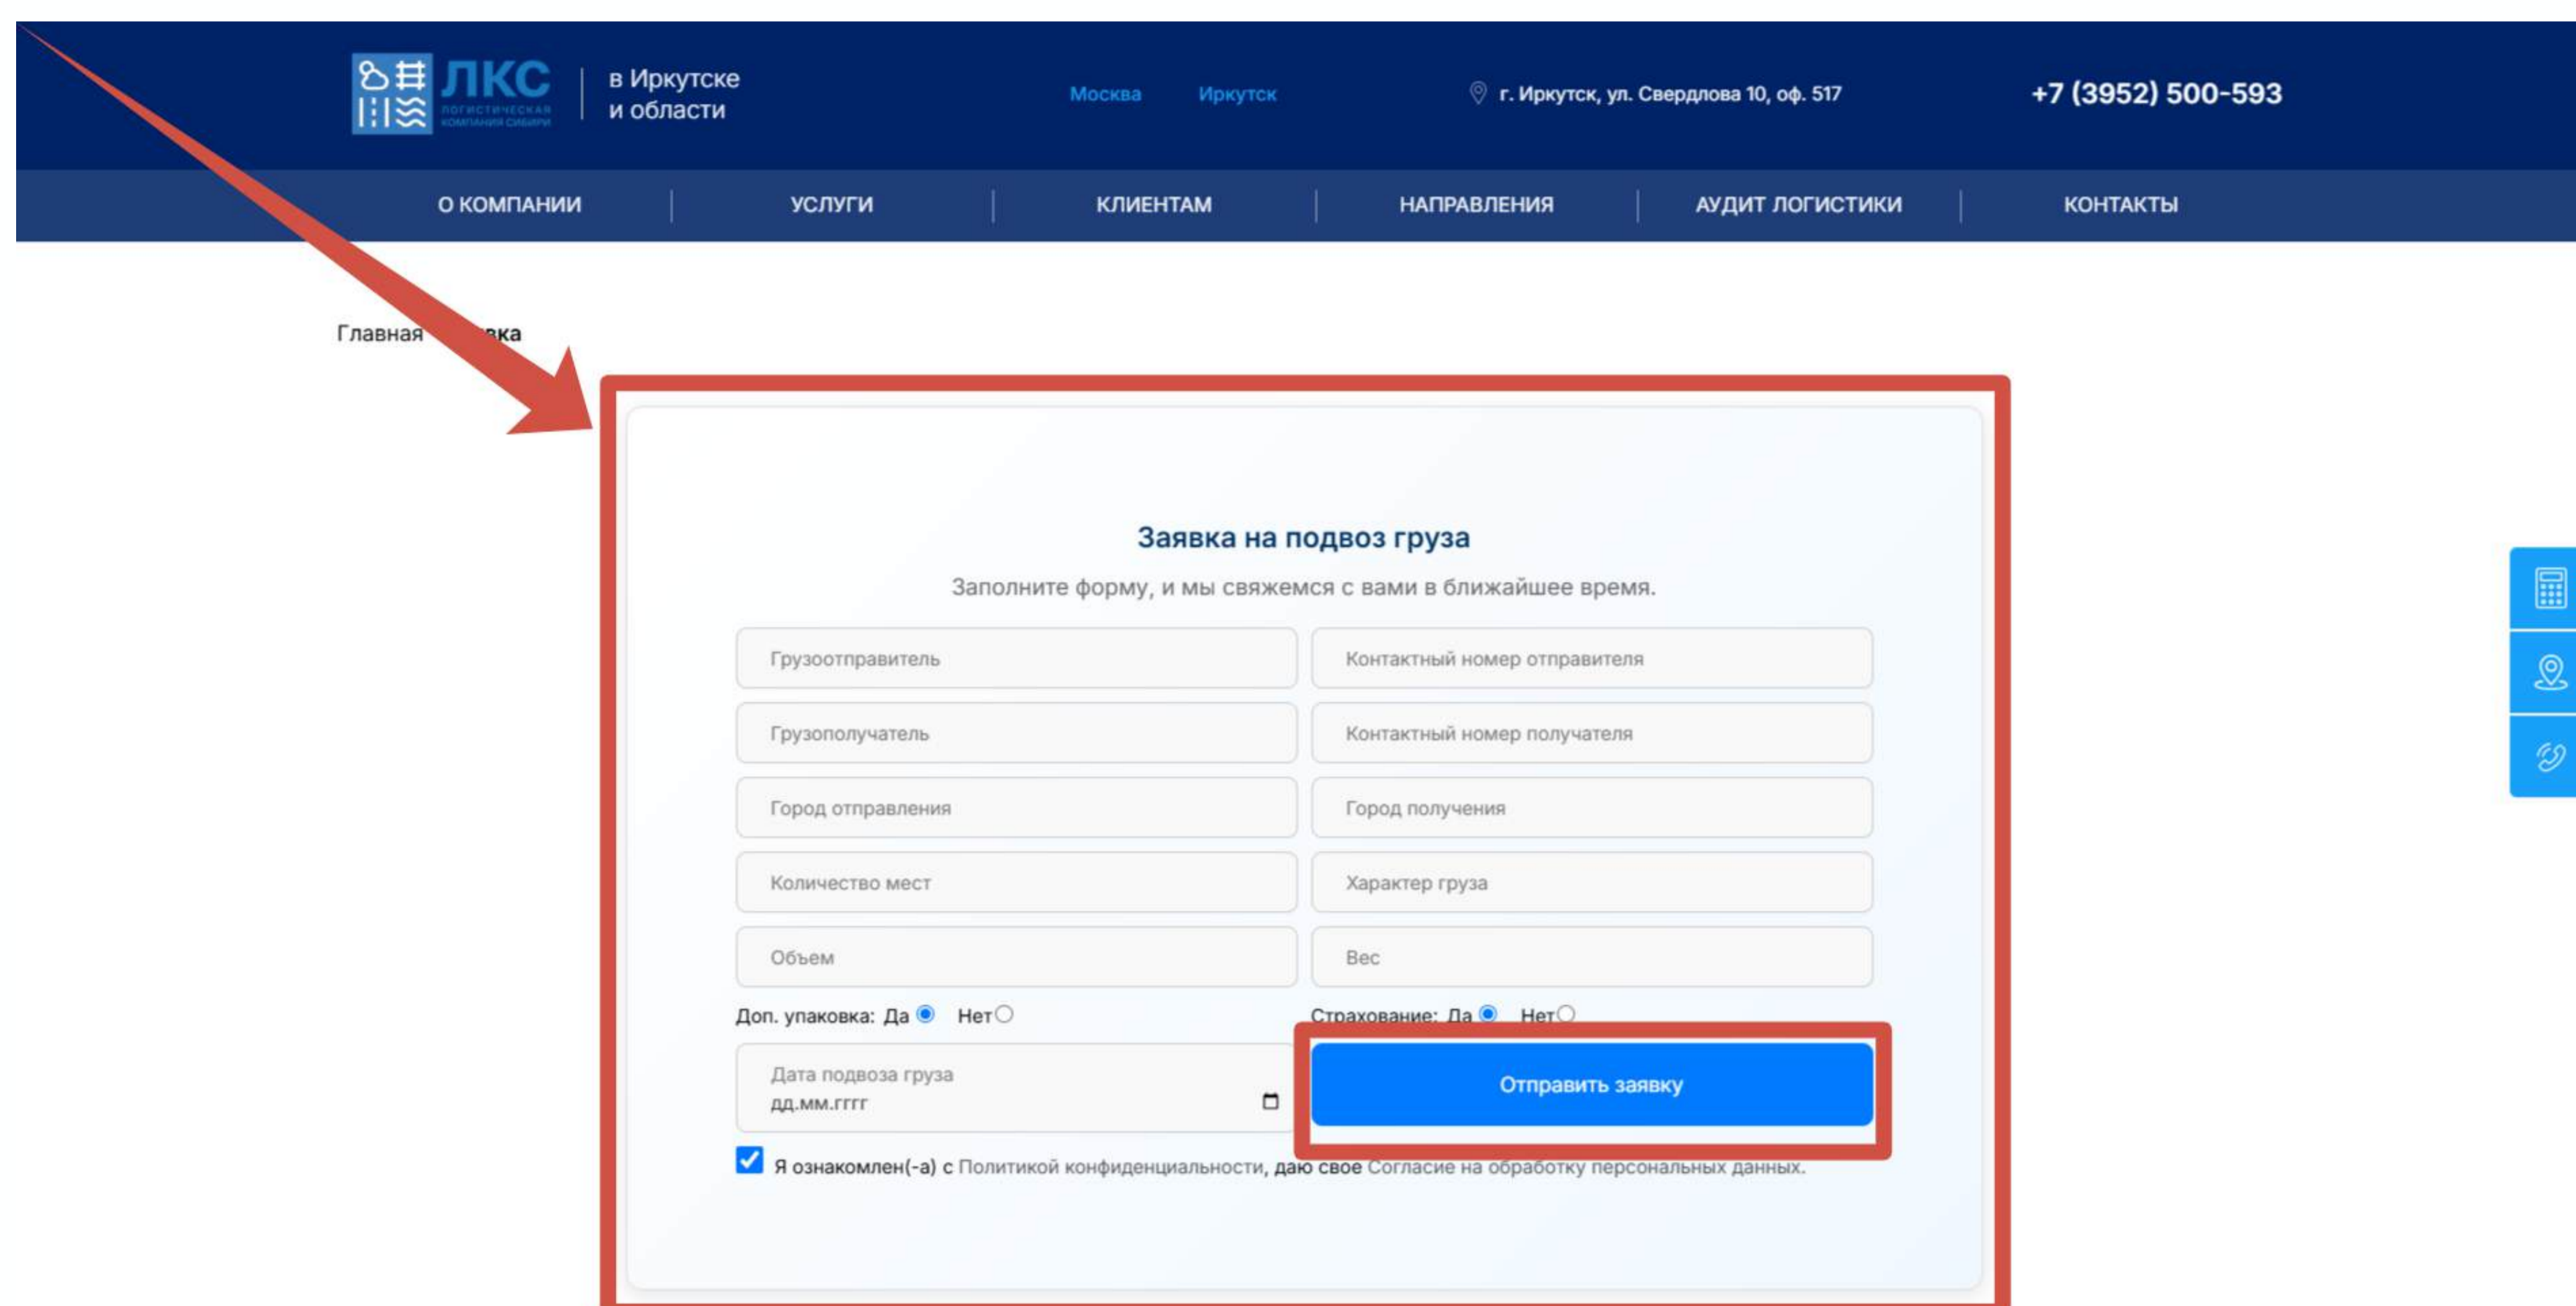 ЛКС
ЛОГИСТИЧЕСКАЯ
КОМПАНИЯ СИБИРИ
в Иркутске
и области
Москва Иркутск
г. Иркутск, ул. Свердлова 10, оф. 517
+7 (3952) 500-593
О КОМПАНИИ УСЛУГИ КЛИЕНТАМ НАПРАВЛЕНИЯ АУДИТ ЛОГИСТИКИ КОНТАКТЫ
Главная
Заявка на подвоз груза
Заполните форму, и мы свяжемся с вами в ближайшее время.
Грузоотправитель Контактный номер отправителя
Грузополучатель Контактный номер получателя
Город отправления Город получения
Количество мест Характер груза
Объем Вес
Доп. упаковка: Да Нет Страхование: Да Нет
Дата подвоза груза
дд.мм.гггг
Отправить заявку
Я ознакомлен(-а) с Политикой конфиденциальности, даю свое Согласие на обработку персональных данных.